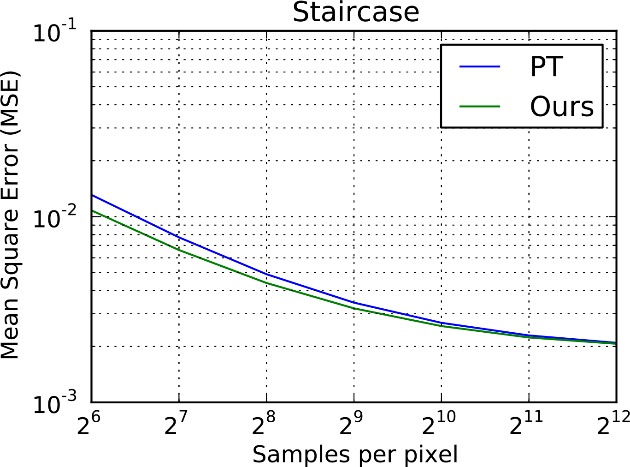 Staircase
Mean Square Error (MSE)
10^-1
10^-2
10^-3
PT
Ours
2^6 2^7 2^8 2^9 2^10 2^11 2^12
Samples per pixel